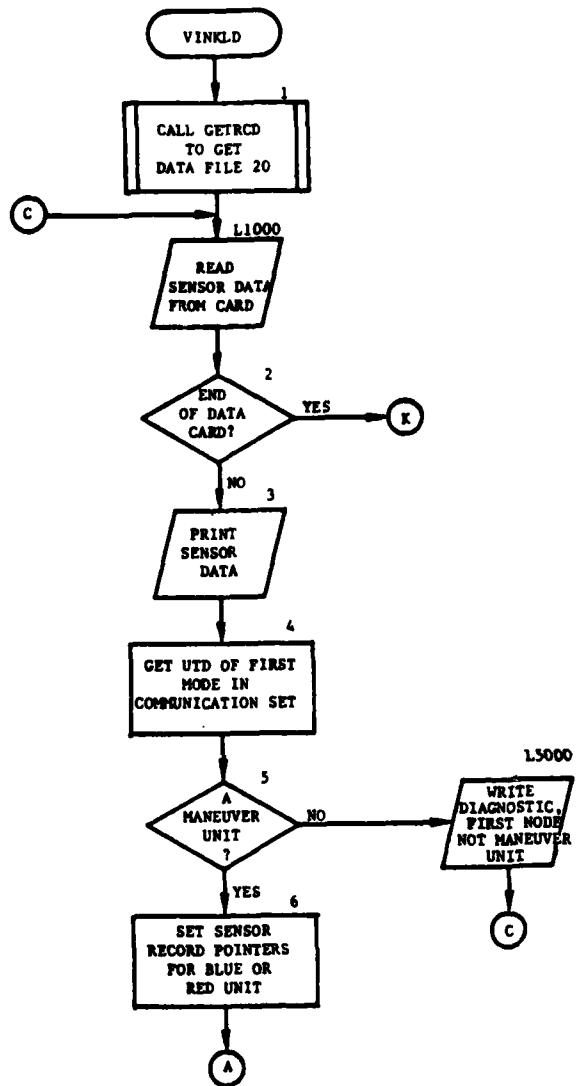 VINKLD
1
CALL GETRCD
TO GET
DATA FILE 20
C
L1000
READ
SENSOR DATA
FROM CARD
2
END
OF DATA
CARD?
YES
K
NO
3
PRINT
SENSOR
DATA
4
GET UTD OF FIRST
MODE IN
COMMUNICATION SET
5
A
MANEUVER
UNIT
?
NO
L5000
WRITE
DIAGNOSTIC,
FIRST NODE
NOT MANEUVER
UNIT
C
YES
6
SET SENSOR
RECORD POINTERS
FOR BLUE OR
RED UNIT
A